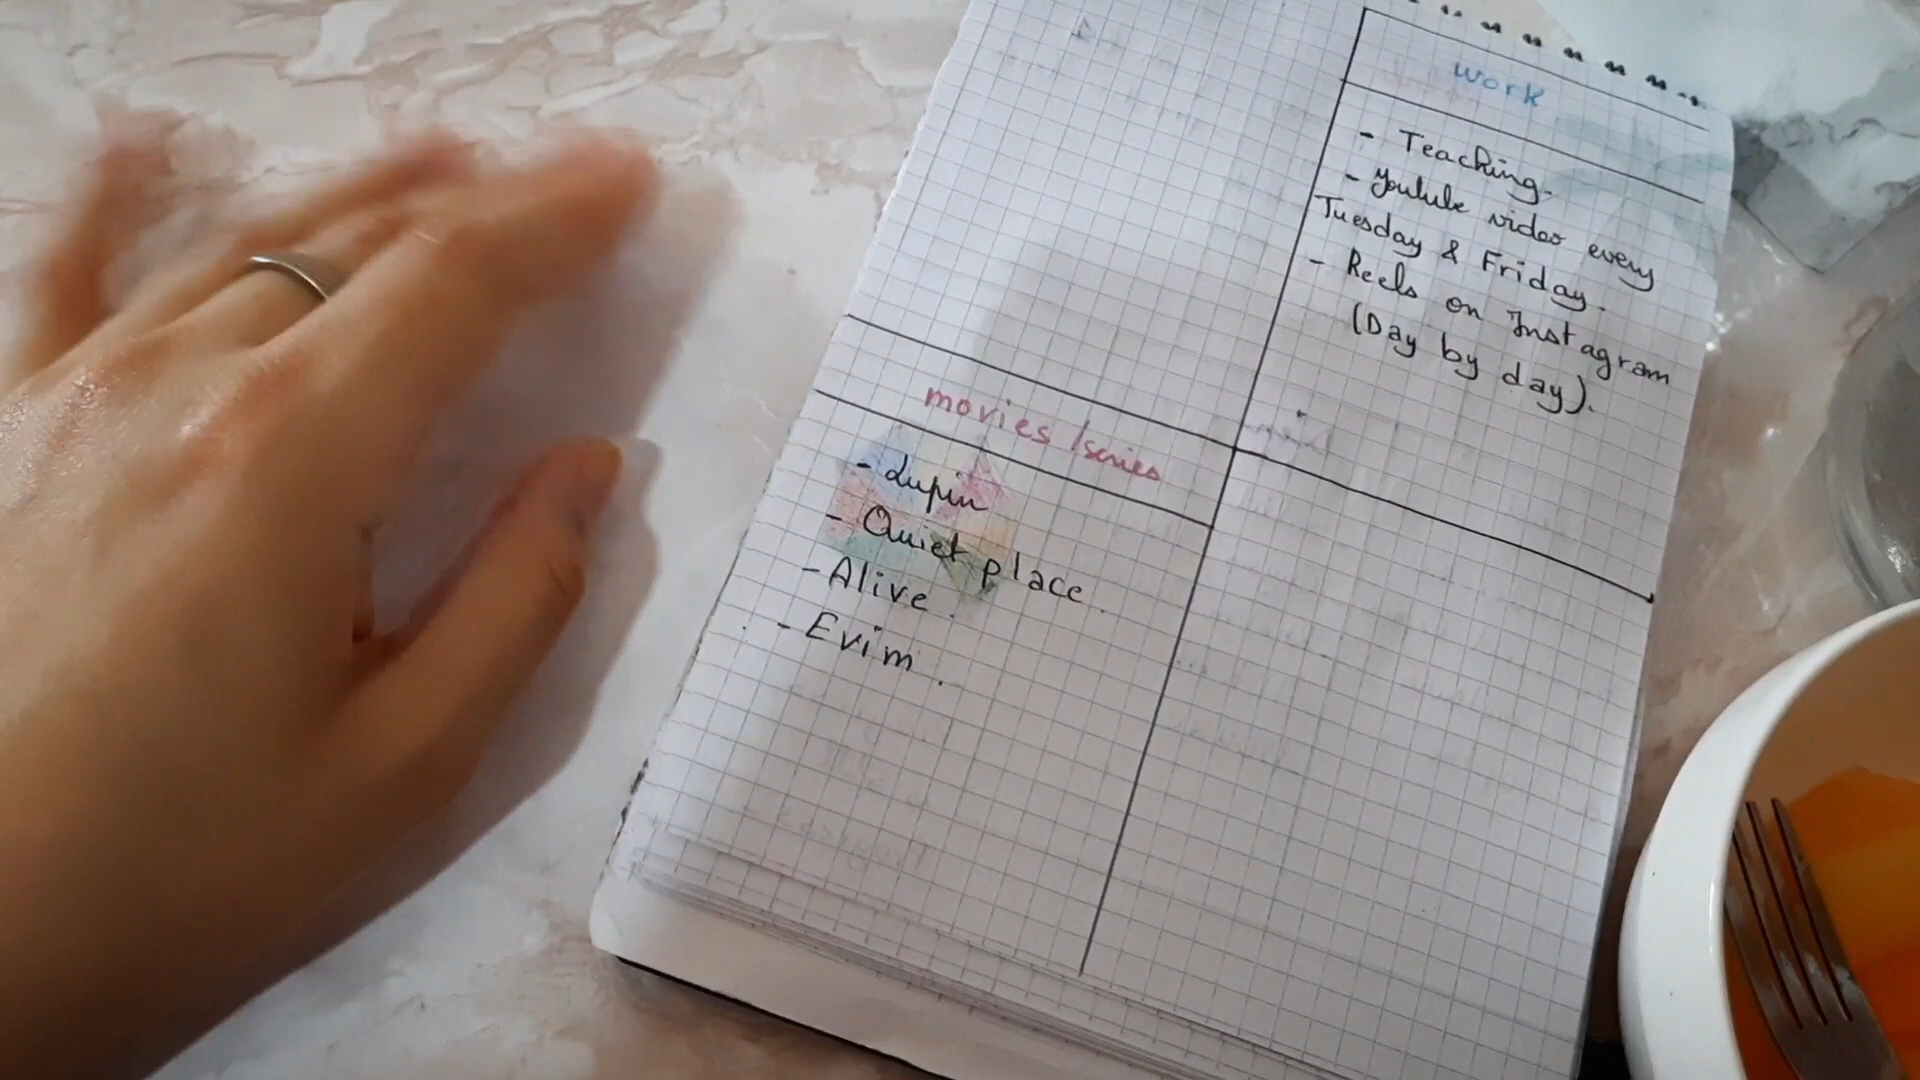 work
- Teaching.
- Youtube video every
Tuesday & Friday.
- Reels on Instagram
(Day by day).
movies / series
- Lupin
- Quiet place.
- Alive.
- Evim.